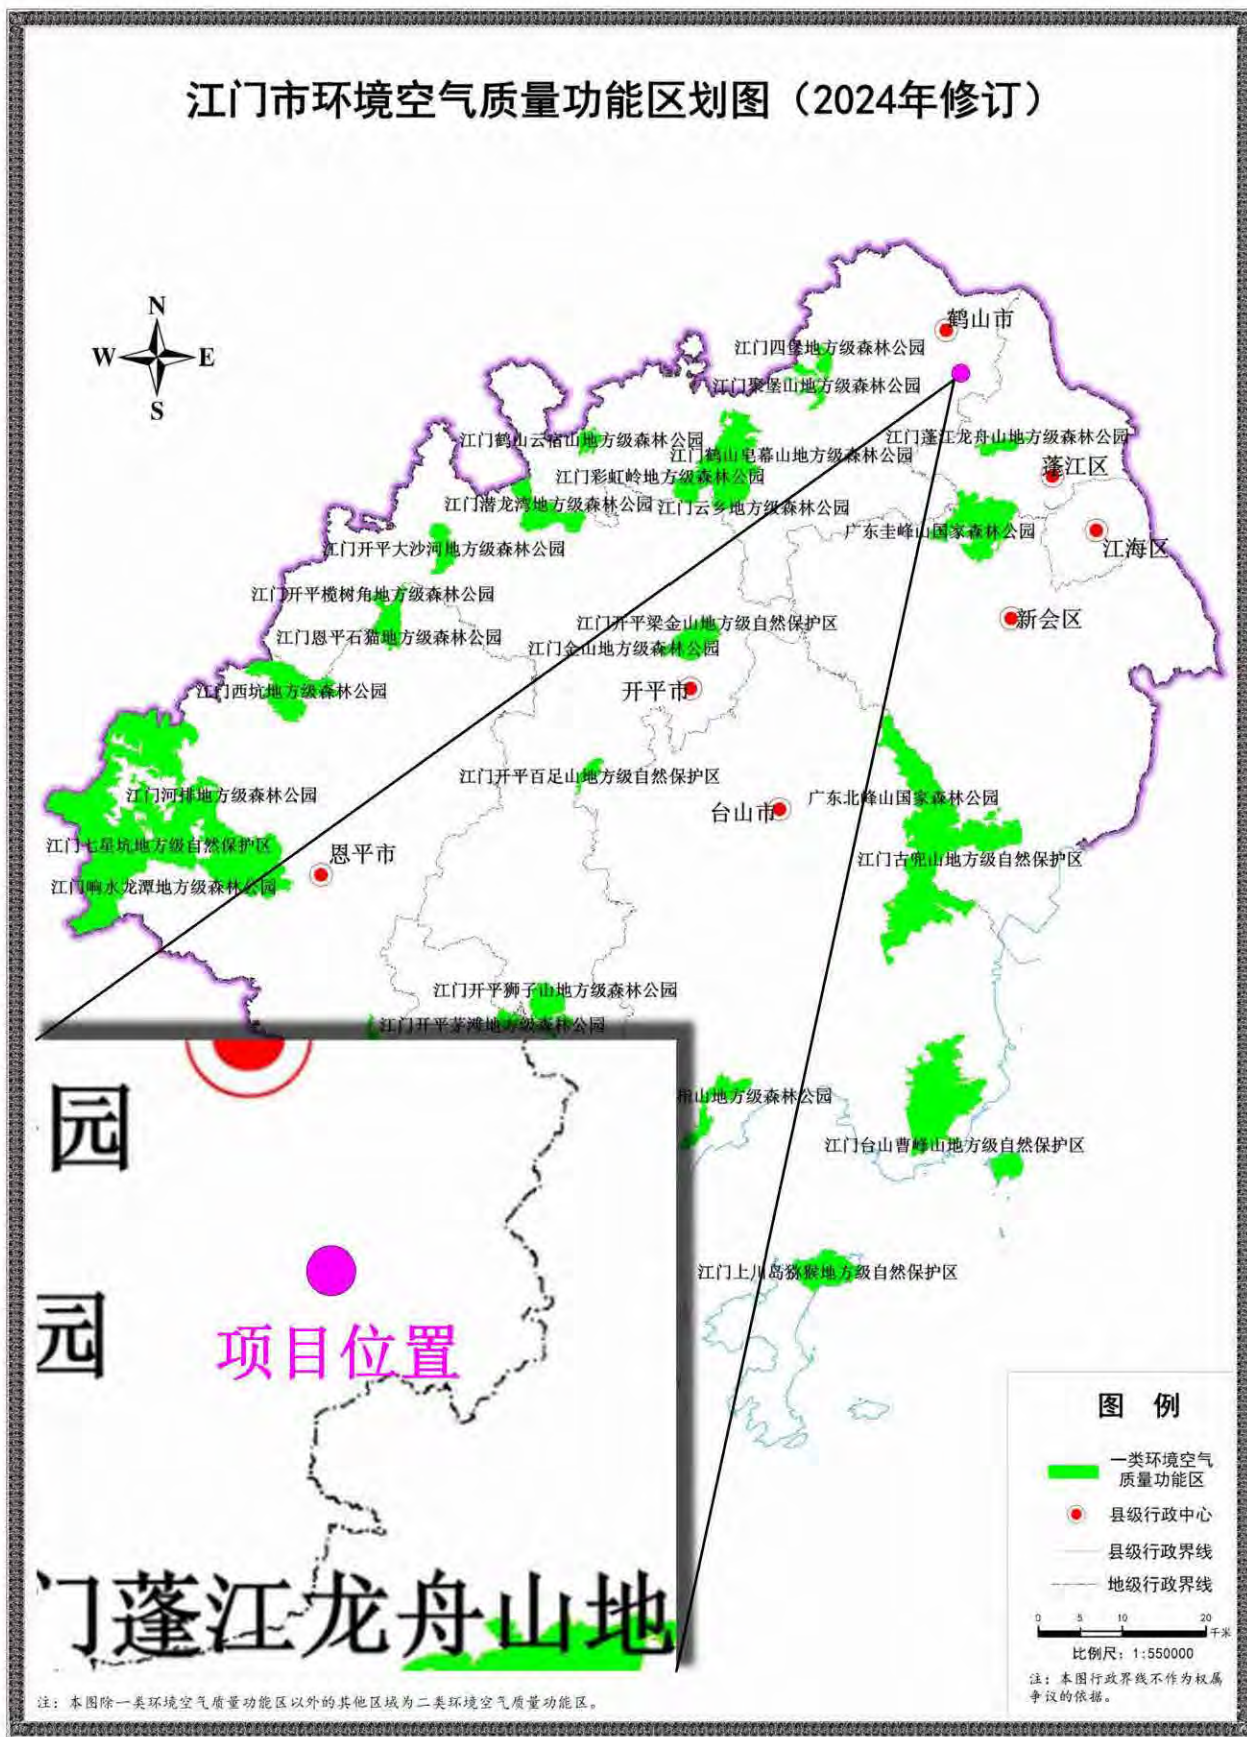 江门市环境空气质量功能区划图（2024年修订）
N
W
E
S
鹤山市
江门四堡地方级森林公园
江门聚堡山地方级森林公园
江门蓬江龙舟山地方级森林公园
江门鹤山云宿山地方级森林公园
江门鹤山皂幕山地方级森林公园
蓬江区
江门彩虹岭地方级森林公园
江门潜龙湾地方级森林公园
江门云乡地方级森林公园
广东圭峰山国家森林公园
江海区
江门开平大沙河地方级森林公园
江门开平榄树角地方级森林公园
新会区
江门开平梁金山地方级自然保护区
江门恩平石猫地方级森林公园
江门金山地方级森林公园
江门西坑地方级森林公园
开平市
江门开平百足山地方级自然保护区
江门河排地方级森林公园
广东北峰山国家森林公园
台山市
江门七星坑地方级自然保护区
恩平市
江门古兜山地方级自然保护区
江门响水龙潭地方级森林公园
江门开平狮子山地方级森林公园
江门开平茅滩地方级森林公园
山地方级森林公园
江门台山曹峰山地方级自然保护区
江门上川岛猕猴地方级自然保护区
园
园
项目位置
门蓬江龙舟山地
图 例
一类环境空气
质量功能区
县级行政中心
县级行政界线
地级行政界线
0 5 10 20
千米
比例尺：1:550000
注：本图行政界线不作为权属
争议的依据。
注：本图除一类环境空气质量功能区以外的其他区域为二类环境空气质量功能区。